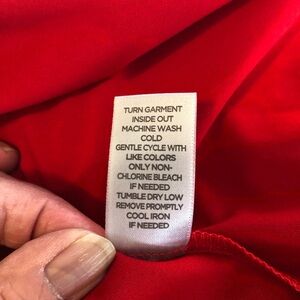 TURN GARMENT
INSIDE OUT
MACHINE WASH
COLD
GENTLE CYCLE WITH
LIKE COLORS
ONLY NON-
CHLORINE BLEACH
IF NEEDED
TUMBLE DRY LOW
REMOVE PROMPTLY
COOL IRON
IF NEEDED